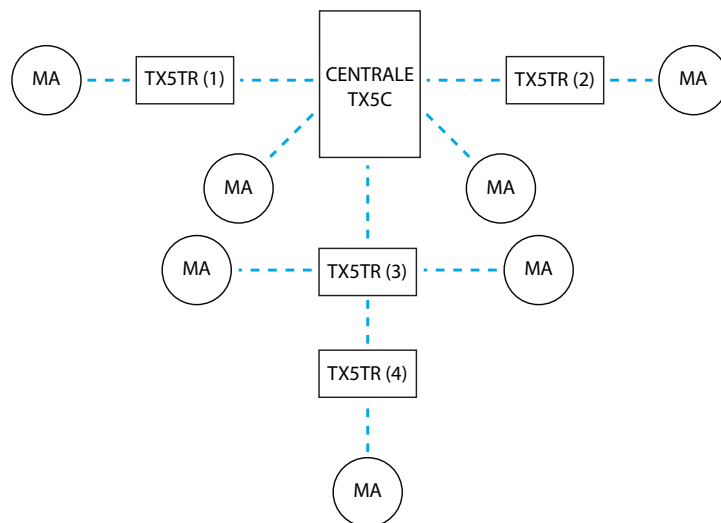 MA
TX5TR (1)
CENTRALE
TX5C
TX5TR (2)
MA
MA
MA
MA
TX5TR (3)
MA
TX5TR (4)
MA